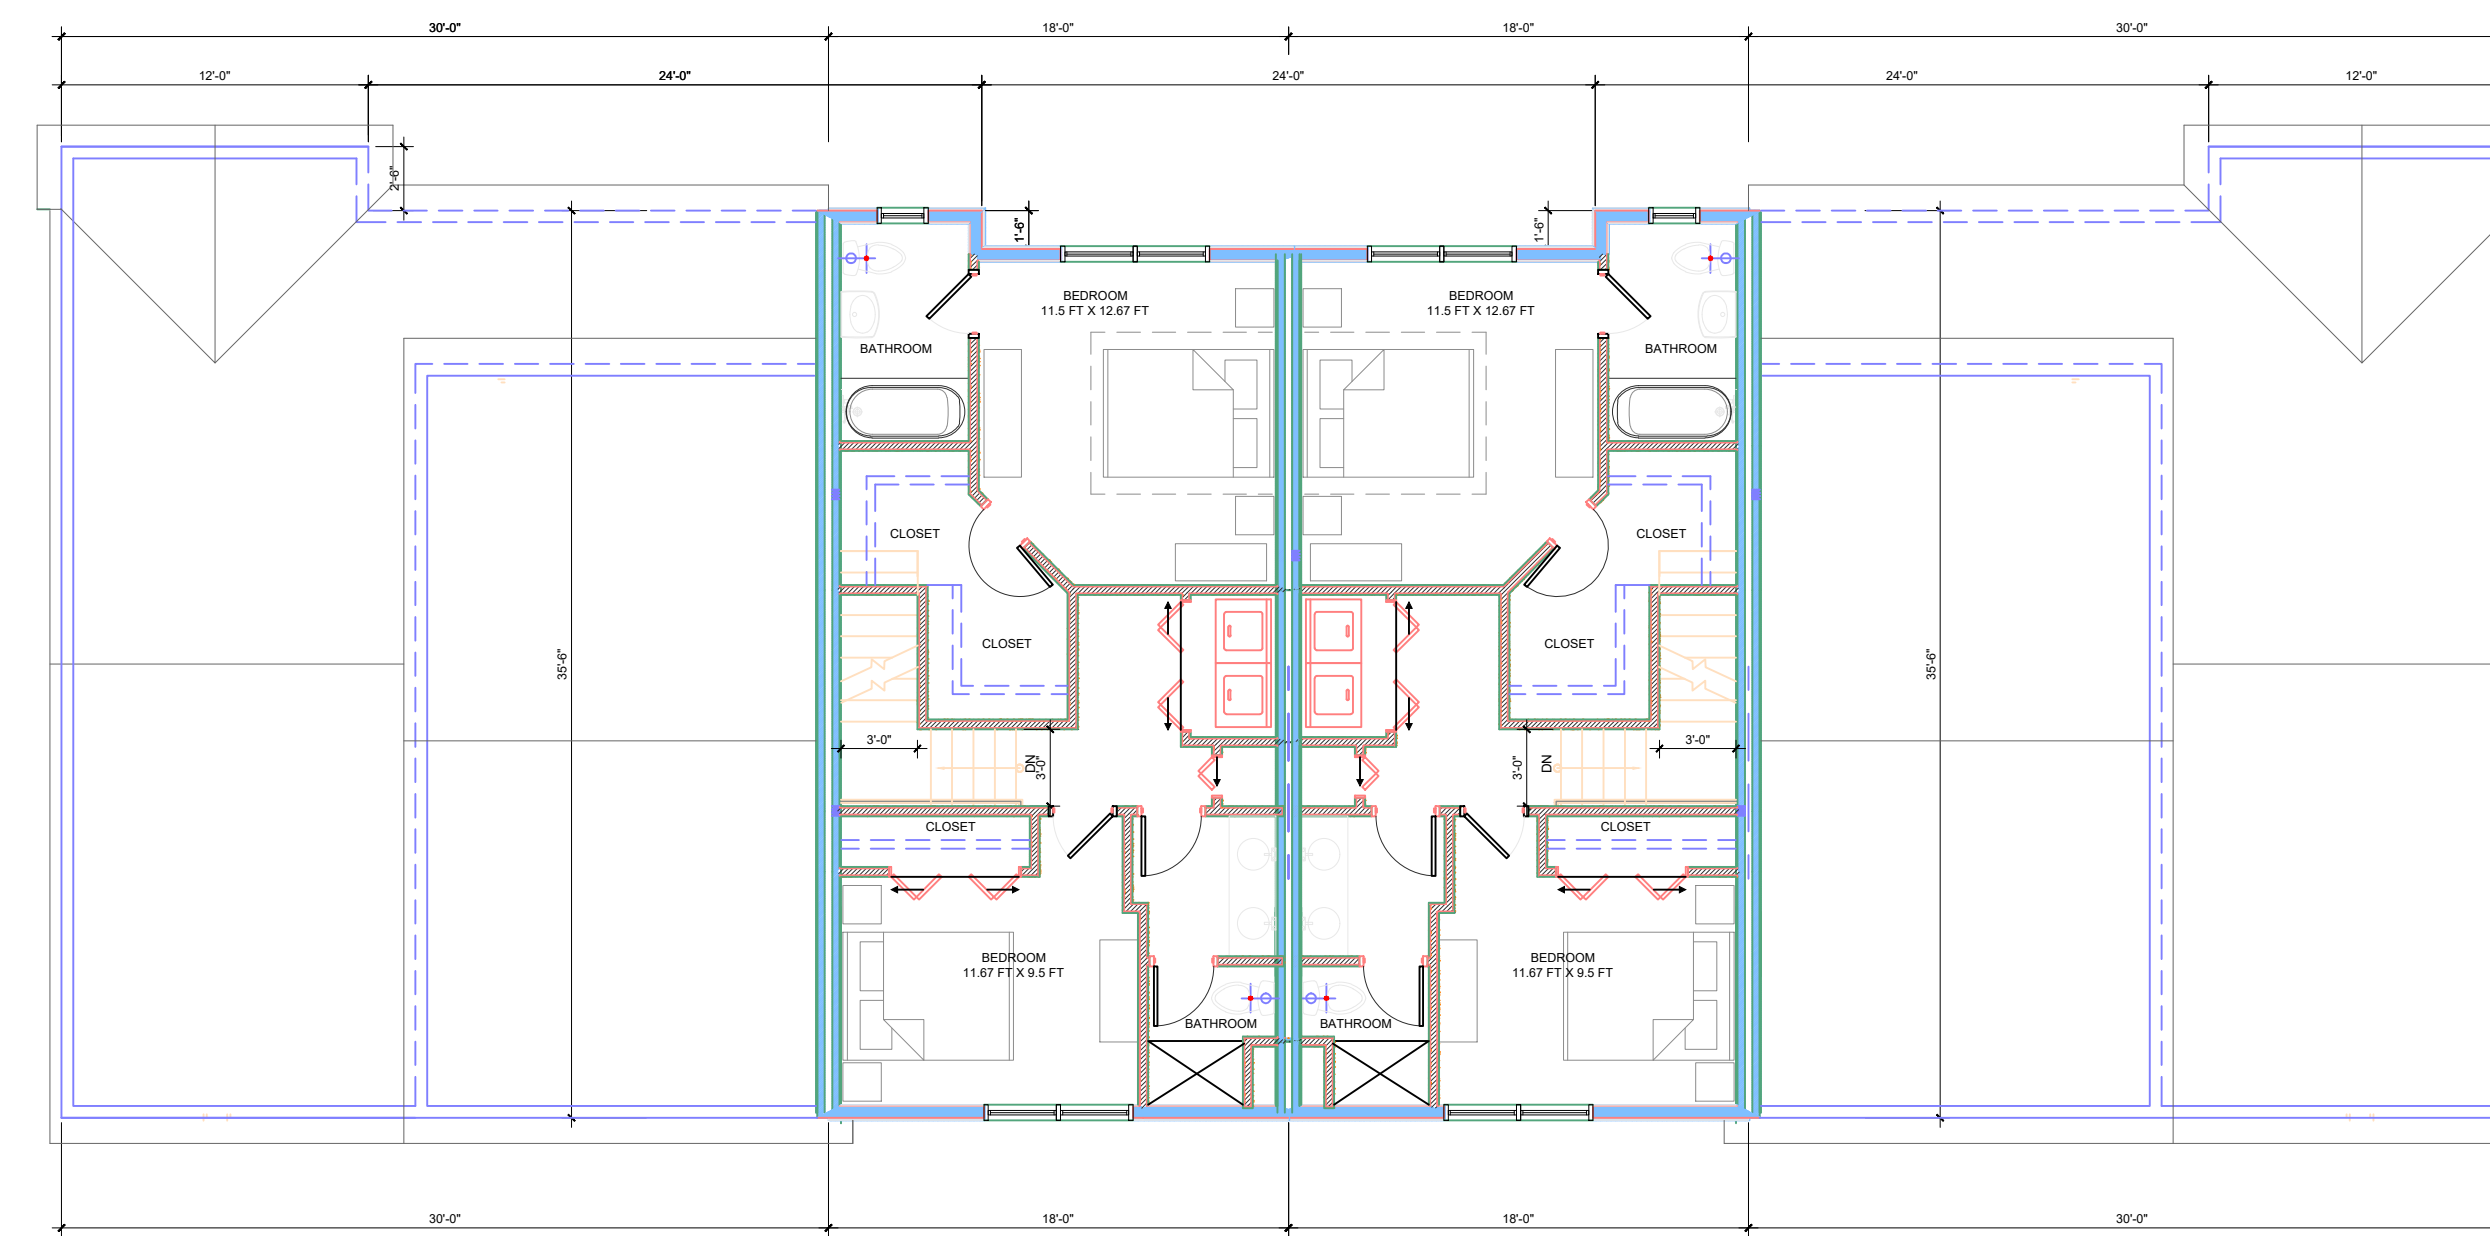 30'-0"
18'-0"
18'-0"
30'-0"
12'-0"
24'-0"
24'-0"
24'-0"
12'-0"
2'-6"
1'-6"
1'-6"
BEDROOM
11.5 FT X 12.67 FT
BEDROOM
11.5 FT X 12.67 FT
BATHROOM
BATHROOM
CLOSET
CLOSET
CLOSET
CLOSET
35'-6"
35'-6"
3'-0"
DN
3'-0"
3'-0"
DN
3'-0"
CLOSET
CLOSET
BEDROOM
11.67 FT X 9.5 FT
BEDROOM
11.67 FT X 9.5 FT
BATHROOM
BATHROOM
30'-0"
18'-0"
18'-0"
30'-0"